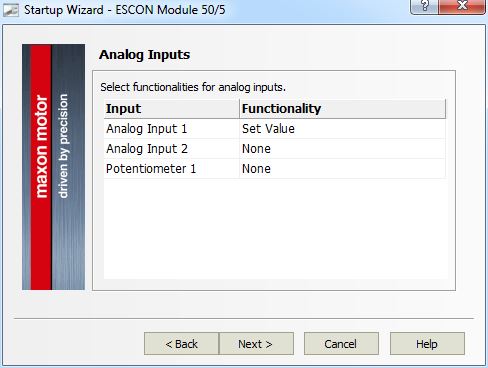 Startup Wizard - ESCON Module 50/5
?
X
maxon motor
driven by precision
Analog Inputs
Select functionalities for analog inputs.
Input Functionality
Analog Input 1 Set Value
Analog Input 2 None
Potentiometer 1 None
< Back Next > Cancel Help